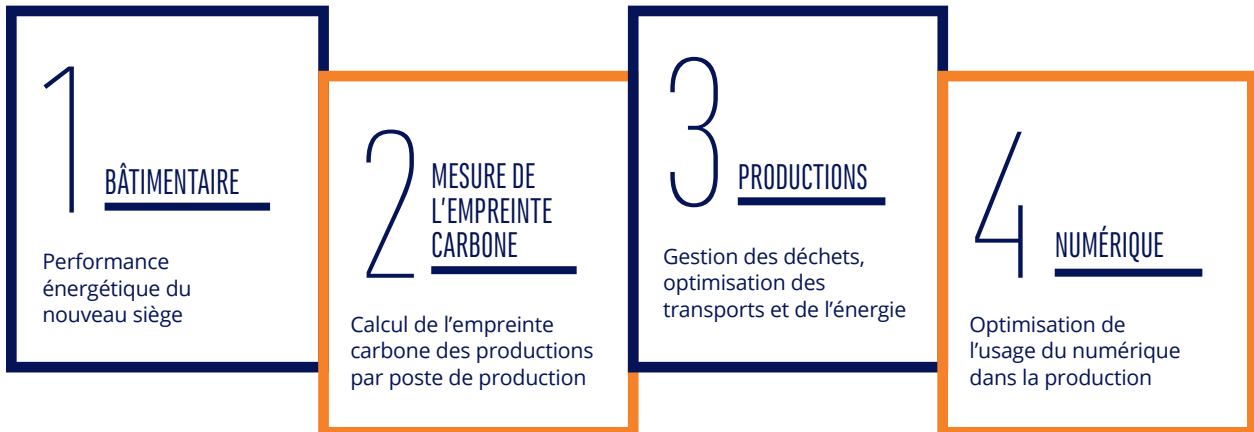 1
BÂTIMENTAIRE
Performance
énergétique du
nouveau siège
2
MESURE DE
L'EMPREINTE
CARBONE
Calcul de l'empreinte
carbone des productions
par poste de production
3
PRODUCTIONS
Gestion des déchets,
optimisation des
transports et de l'énergie
4
NUMÉRIQUE
Optimisation de
l'usage du numérique
dans la production